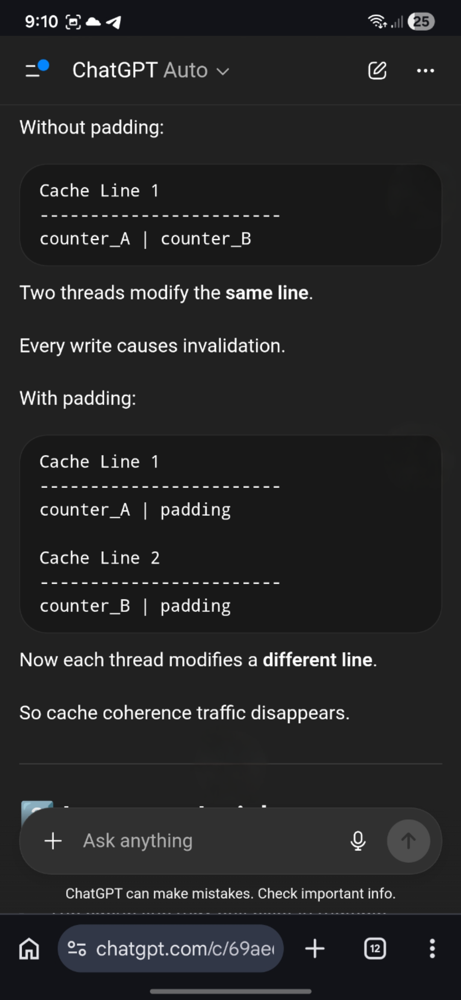 9:10
25
ChatGPT Auto
Without padding:
Cache Line 1
------------------------
counter_A | counter_B
Two threads modify the same line.
Every write causes invalidation.
With padding:
Cache Line 1
------------------------
counter_A | padding
Cache Line 2
------------------------
counter_B | padding
Now each thread modifies a different line.
So cache coherence traffic disappears.
Ask anything
ChatGPT can make mistakes. Check important info.
chatgpt.com/c/69ae
12